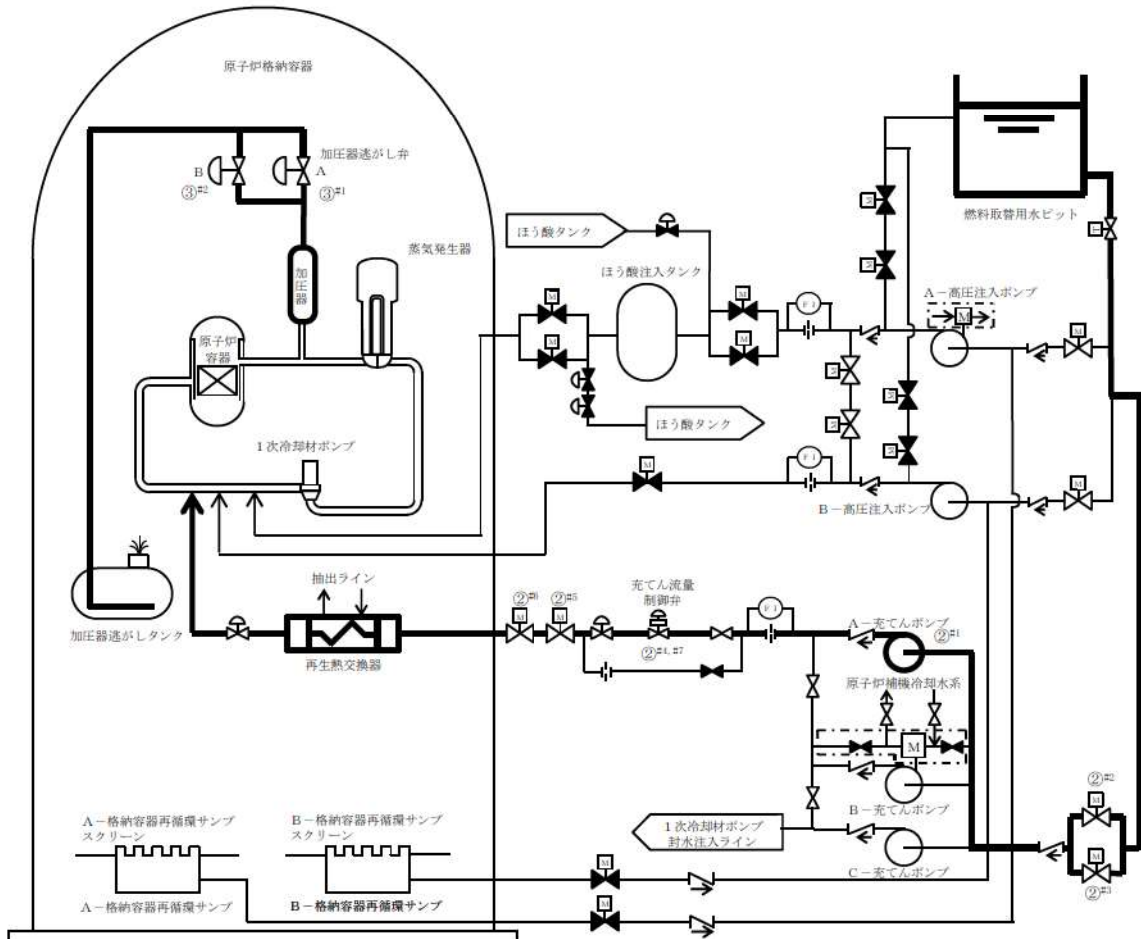 原子炉格納容器
加圧器逃がし弁
B
A
③#2
③#1
蒸気発生器
加圧器
原子炉
容器
1次冷却材ポンプ
加圧器逃がしタンク
抽出ライン
再生熱交換器
ほう酸タンク
ほう酸注入タンク
M
M
M
M
FI
ほう酸タンク
M
FI
M
M
M
M
M
M
燃料取替用水ピット
A-高圧注入ポンプ
M
M
B-高圧注入ポンプ
M
②#6
②#5
M
M
充てん流量
制御弁
②#4, #7
FI
A-充てんポンプ
②#1
原子炉補機冷却水系
M
B-充てんポンプ
C-充てんポンプ
1次冷却材ポンプ
封水注入ライン
②#2
M
M
②#3
A-格納容器再循環サンプ
スクリーン
B-格納容器再循環サンプ
スクリーン
A-格納容器再循環サンプ
B-格納容器再循環サンプ
M
M